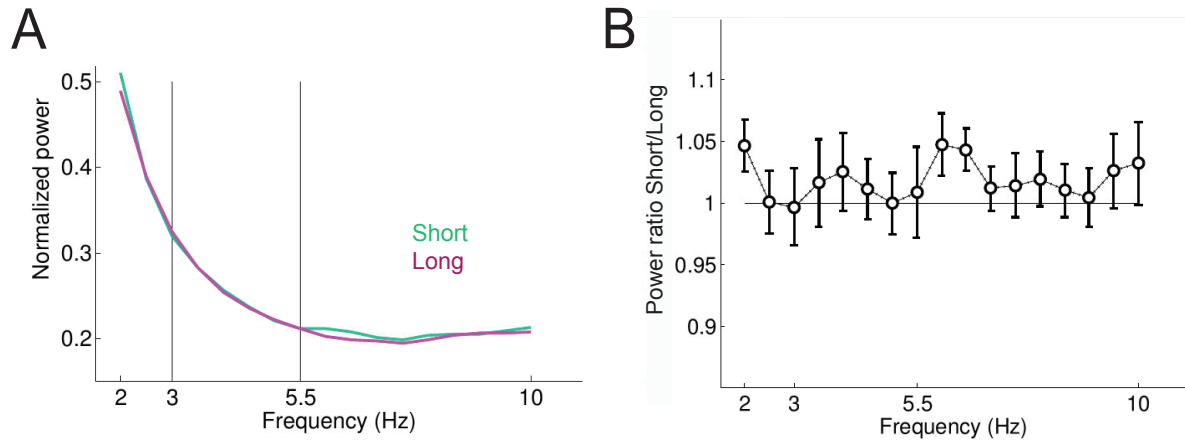 A
Normalized power
0.5
0.4
0.3
0.2
Short
Long
2 3 5.5 10
Frequency (Hz)
B
Power ratio Short/Long
1.1
1.05
1
0.95
0.9
2 3 5.5 10
Frequency (Hz)